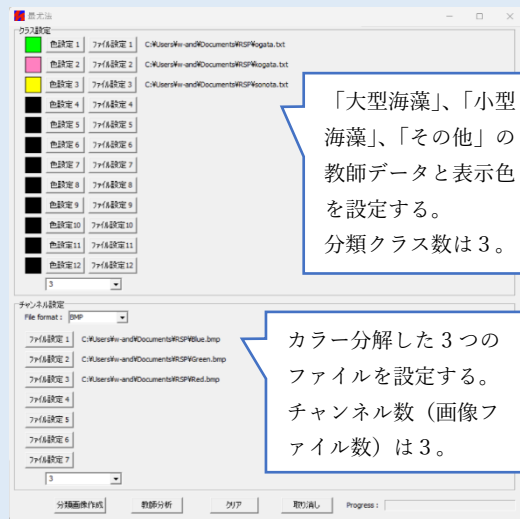 最尤法
クラス設定
色設定 1 ファイル設定 1 C:¥Users¥w-and¥Documents¥RSP¥ogata.txt
色設定 2 ファイル設定 2 C:¥Users¥w-and¥Documents¥RSP¥kogata.txt
色設定 3 ファイル設定 3 C:¥Users¥w-and¥Documents¥RSP¥sonota.txt
色設定 4 ファイル設定 4
色設定 5 ファイル設定 5
色設定 6 ファイル設定 6
色設定 7 ファイル設定 7
色設定 8 ファイル設定 8
色設定 9 ファイル設定 9
色設定10 ファイル設定10
色設定11 ファイル設定11
色設定12 ファイル設定12
3
「大型海藻」、「小型
海藻」、「その他」の
教師データと表示色
を設定する。
分類クラス数は３。
チャンネル設定
File format : BMP
ファイル設定 1 C:¥Users¥w-and¥Documents¥RSP¥Blue.bmp
ファイル設定 2 C:¥Users¥w-and¥Documents¥RSP¥Green.bmp
ファイル設定 3 C:¥Users¥w-and¥Documents¥RSP¥Red.bmp
ファイル設定 4
ファイル設定 5
ファイル設定 6
ファイル設定 7
3
カラー分解した３つの
ファイルを設定する。
チャンネル数（画像フ
ァイル数）は３。
分類画像作成 教師分析 クリア 取り消し Progress :